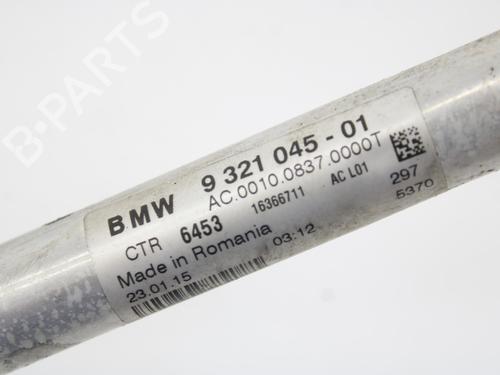 B-PARTS
BMW 9 321 045 - 01
AC.0010.0837.0000T
CTR 6453 16366711 AC L01 297
Made in Romania 03:12 5370
23.01.15